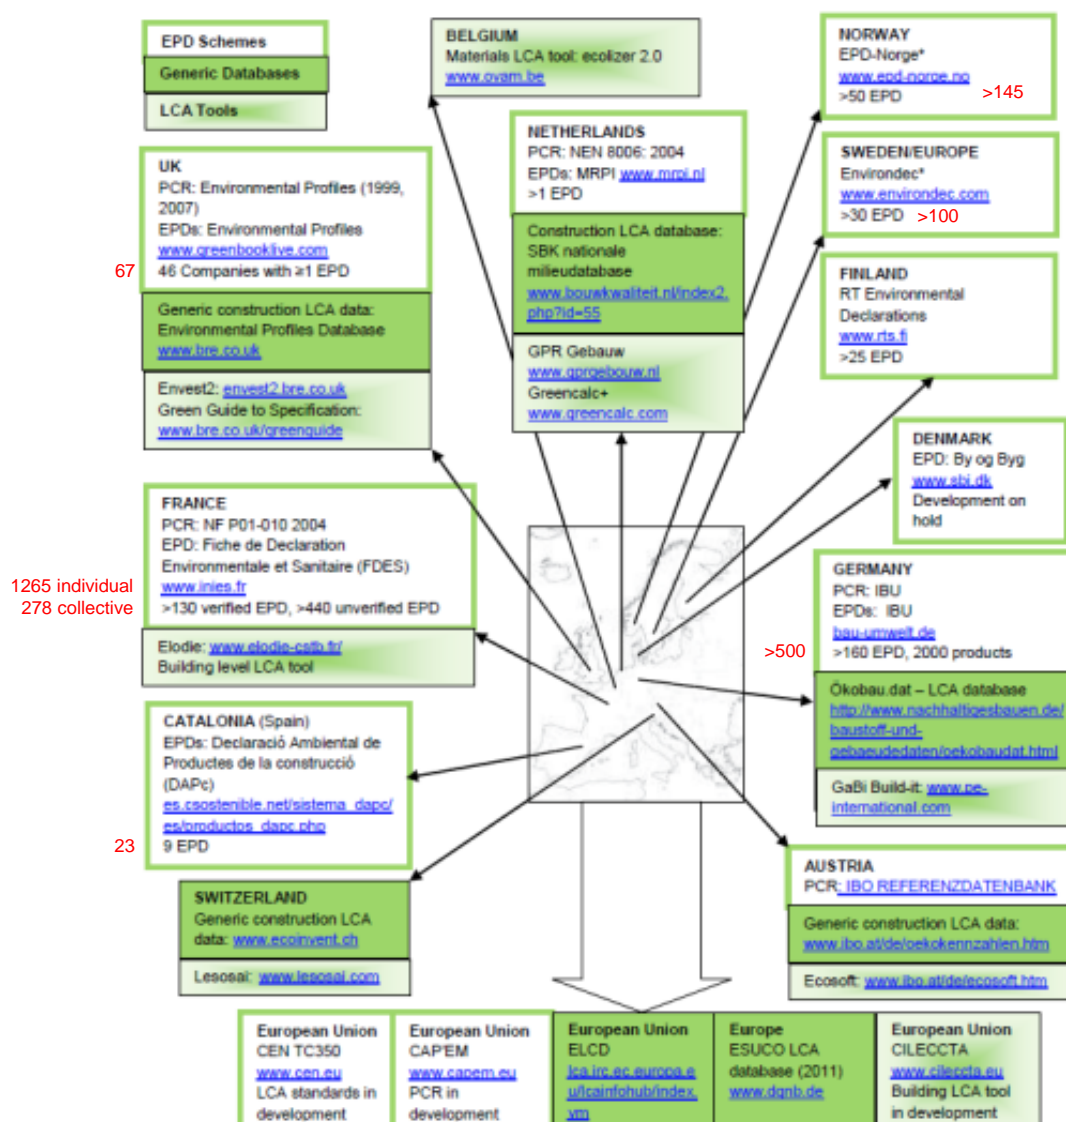 EPD Schemes
Generic Databases
LCA Tools
BELGIUM
Materials LCA tool: ecolizer 2.0
www.ovam.be
NORWAY
EPD-Norge*
www.epd-norge.no
>50 EPD
>145
NETHERLANDS
PCR: NEN 8006: 2004
EPDs: MRPI www.mrpi.nl
>1 EPD
Construction LCA database:
SBK nationale
milieudatabase
www.bouwkwaliteit.nl/index2.
php?id=55
GPR Gebauw
www.gprgebouw.nl
Greencalc+
www.greencalc.com
SWEDEN/EUROPE
Environdec*
www.environdec.com
>30 EPD
>100
UK
PCR: Environmental Profiles (1999,
2007)
EPDs: Environmental Profiles
www.greenbooklive.com
46 Companies with ≥1 EPD
67
Generic construction LCA data:
Environmental Profiles Database
www.bre.co.uk
Envest2: envest2.bre.co.uk
Green Guide to Specification:
www.bre.co.uk/greenguide
FINLAND
RT Environmental
Declarations
www.rts.fi
>25 EPD
DENMARK
EPD: By og Byg
www.sbi.dk
Development on
hold
FRANCE
PCR: NF P01-010 2004
EPD: Fiche de Declaration
Environmentale et Sanitaire (FDES)
www.inies.fr
>130 verified EPD, >440 unverified EPD
1265 individual
278 collective
Elodie: www.elodie-cstb.fr/
Building level LCA tool
GERMANY
PCR: IBU
EPDs: IBU
bau-umwelt.de
>160 EPD, 2000 products
>500
Ökobau.dat – LCA database
http://www.nachhaltigesbauen.de/
baustoff-und-
gebaeudedaten/oekobaudat.html
GaBi Build-it: www.pe-
international.com
CATALONIA (Spain)
EPDs: Declaració Ambiental de
Productes de la construcció
(DAPc)
es.csostenible.net/sistema_dapc/
es/productos_dapc.php
9 EPD
23
SWITZERLAND
Generic construction LCA
data: www.ecoinvent.ch
Lesosai: www.lesosai.com
AUSTRIA
PCR: IBO REFERENZDATENBANK
Generic construction LCA data:
www.ibo.at/de/oekokennzahlen.htm
Ecosoft: www.ibo.at/de/ecosoft.htm
European Union
CEN TC350
www.cen.eu
LCA standards in
development
European Union
CAP'EM
www.capem.eu
PCR in
development
European Union
ELCD
lca.jrc.ec.europa.e
u/lcainfohub/index.
vm
Europe
ESUCO LCA
database (2011)
www.dgnb.de
European Union
CILECCTA
www.cileccta.eu
Building LCA tool
in development